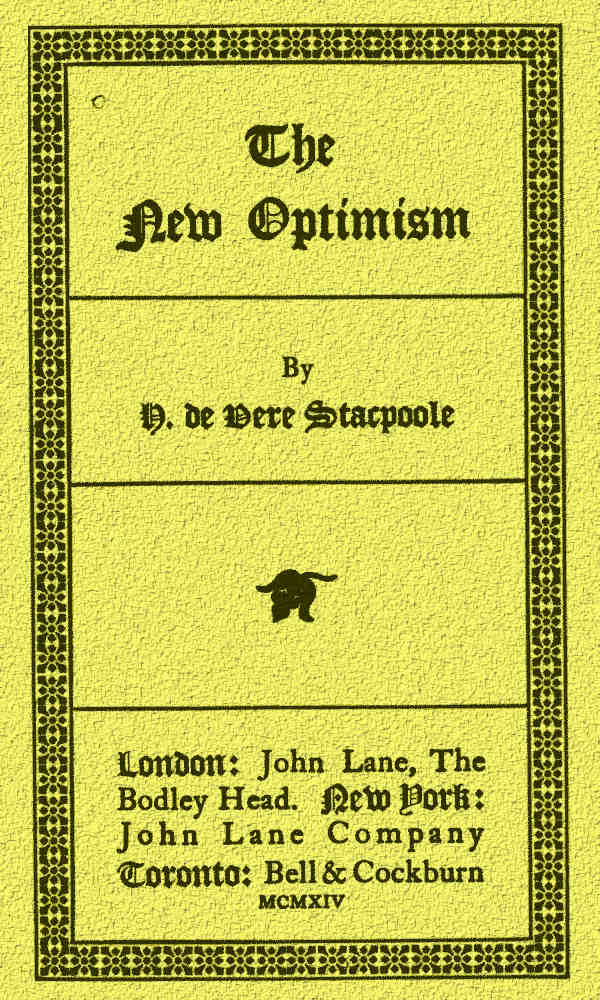 The
New Optimism
By
H. de Vere Stacpoole
London: John Lane, The
Bodley Head. New York:
John Lane Company
Toronto: Bell & Cockburn
MCMXIV